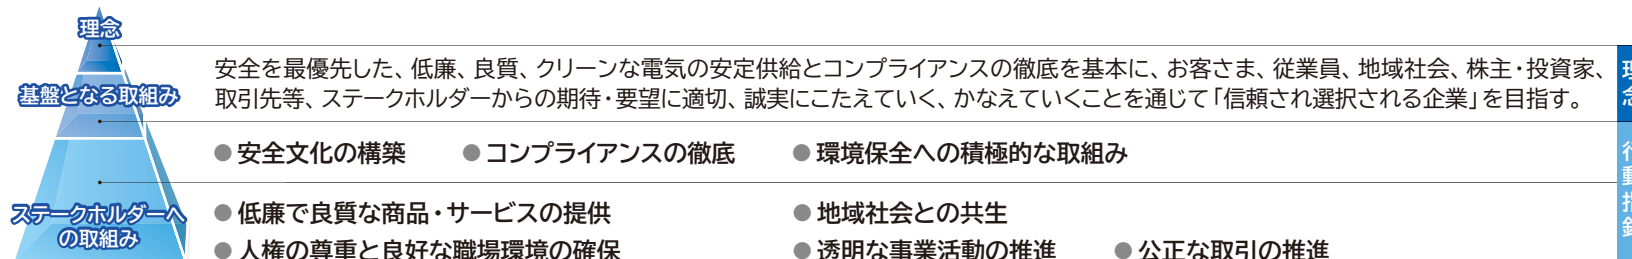 理念
安全を最優先した、低廉、良質、クリーンな電気の安定供給とコンプライアンスの徹底を基本に、お客さま、従業員、地域社会、株主・投資家、
取引先等、ステークホルダーからの期待・要望に適切、誠実にこたえていく、かなえていくことを通じて「信頼され選択される企業」を目指す。
理念
基盤となる取組み
● 安全文化の構築 ● コンプライアンスの徹底 ● 環境保全への積極的な取組み
行動指針
ステークホルダーへ
の取組み
● 低廉で良質な商品・サービスの提供 ● 地域社会との共生
● 人権の尊重と良好な職場環境の確保 ● 透明な事業活動の推進 ● 公正な取引の推進